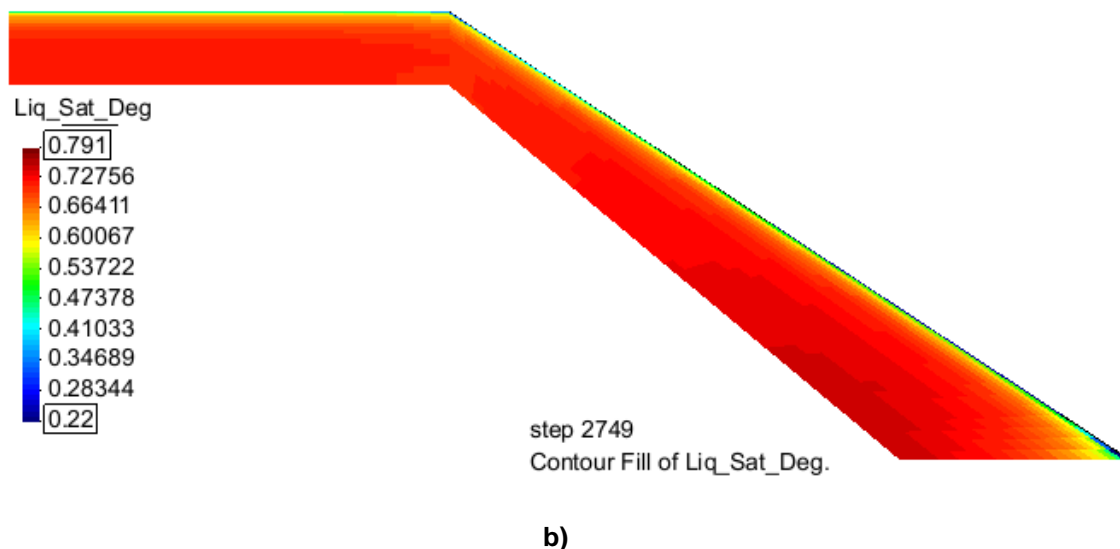 Liq_Sat_Deg
0.791
0.72756
0.66411
0.60067
0.53722
0.47378
0.41033
0.34689
0.28344
0.22
step 2749
Contour Fill of Liq_Sat_Deg.
b)